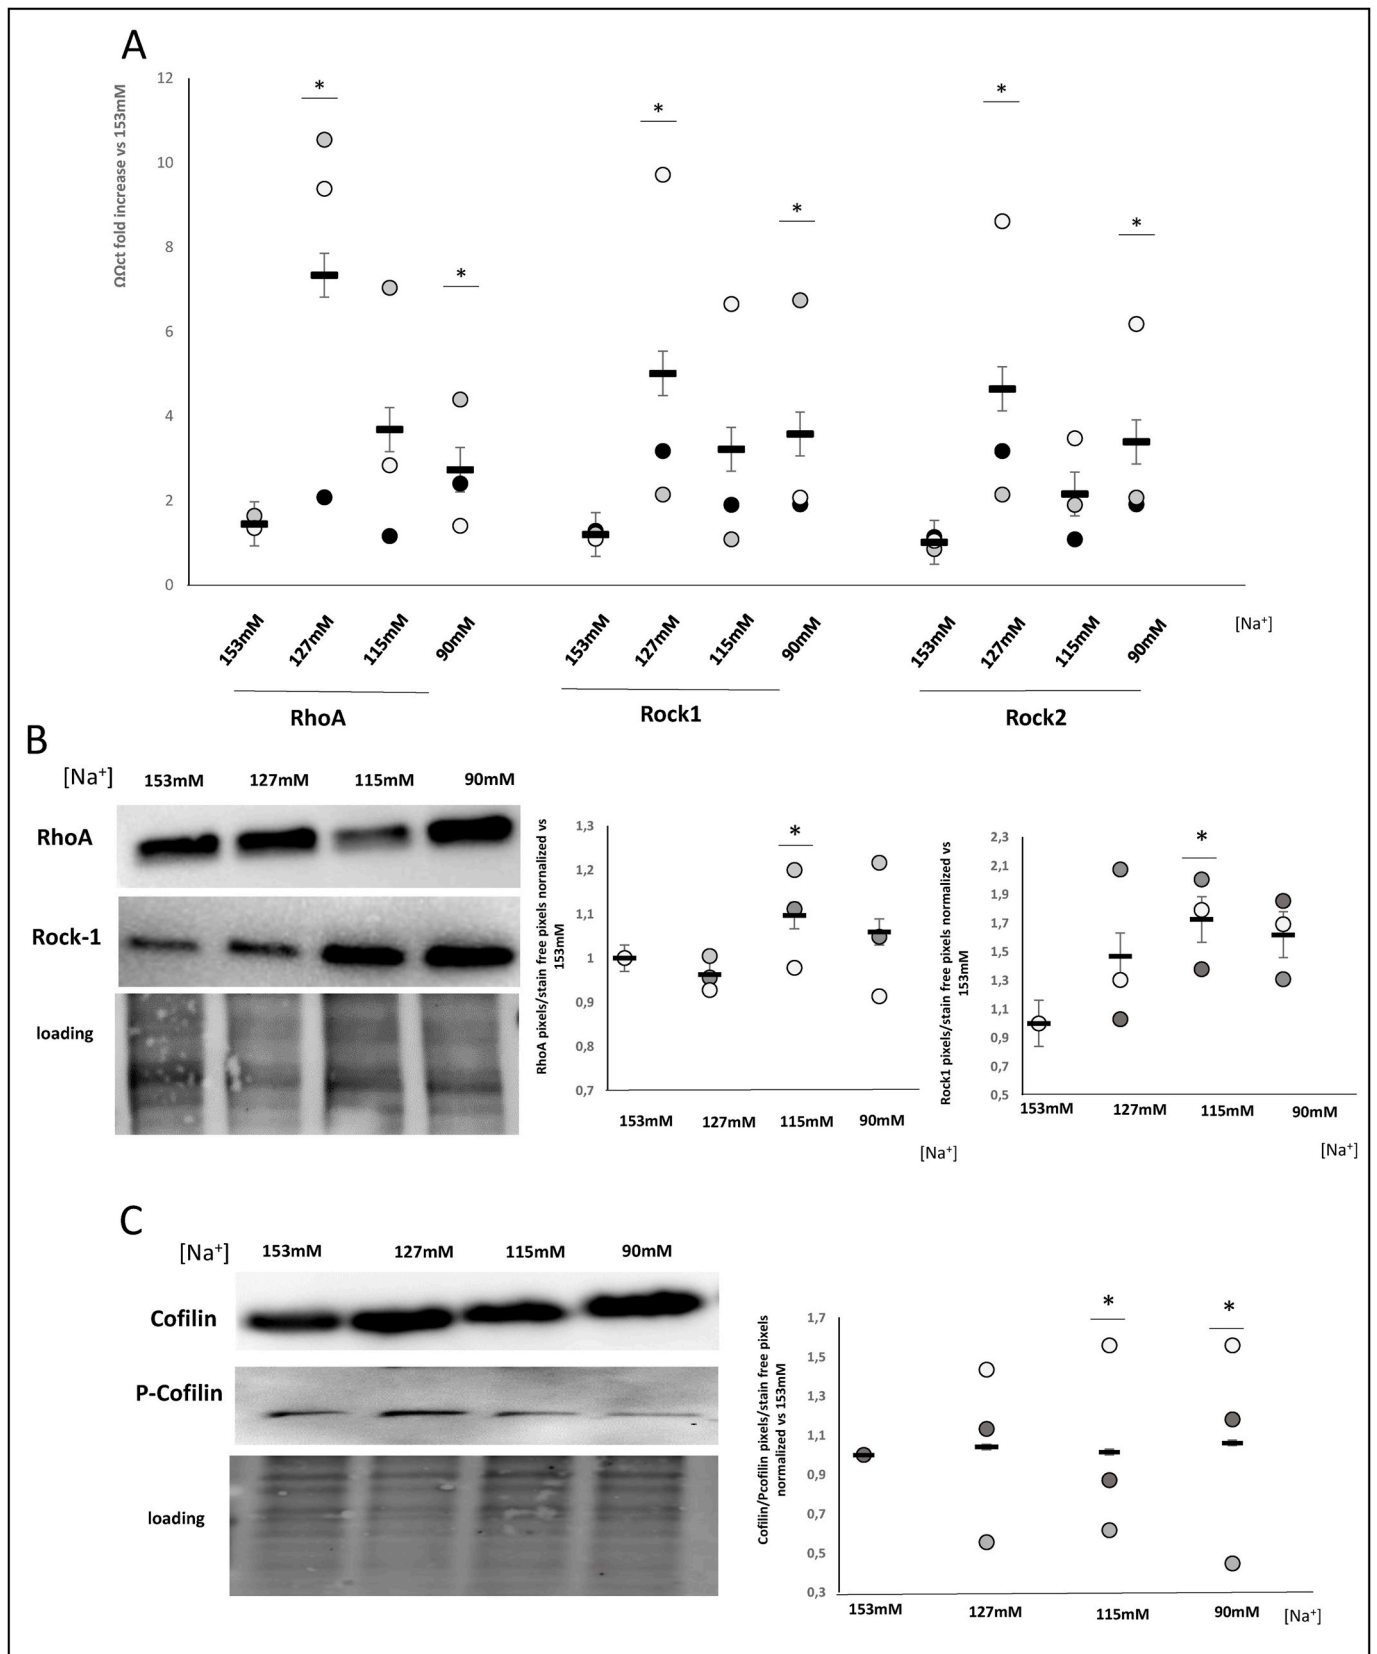 A
ΩΩct fold increase vs 153mM
12
10
8
6
4
2
0
*
*
*
*
*
*
153mM
127mM
115mM
90mM
153mM
127mM
115mM
90mM
153mM
127mM
115mM
90mM
[Na⁺]
RhoA
Rock1
Rock2
B
[Na⁺]
153mM
127mM
115mM
90mM
RhoA
Rock-1
loading
RhoA pixels/stain free pixels nornalized vs
153mM
1,3
1,2
1,1
1
0,9
0,8
0,7
*
153mM
127mM
115mM
90mM
[Na⁺]
Rock1 pixels/stain free pixels normalized vs
153mM
2,3
2,1
1,9
1,7
1,5
1,3
1,1
0,9
0,7
0,5
*
153mM
127mM
115mM
90mM
[Na⁺]
C
[Na⁺]
153mM
127mM
115mM
90mM
Cofilin
P-Cofilin
loading
Cofilin/Pcofilin pixels/stain free pixels
normalized vs 153mM
1,7
1,5
1,3
1,1
0,9
0,7
0,5
0,3
*
*
153mM
127mM
115mM
90mM
[Na⁺]